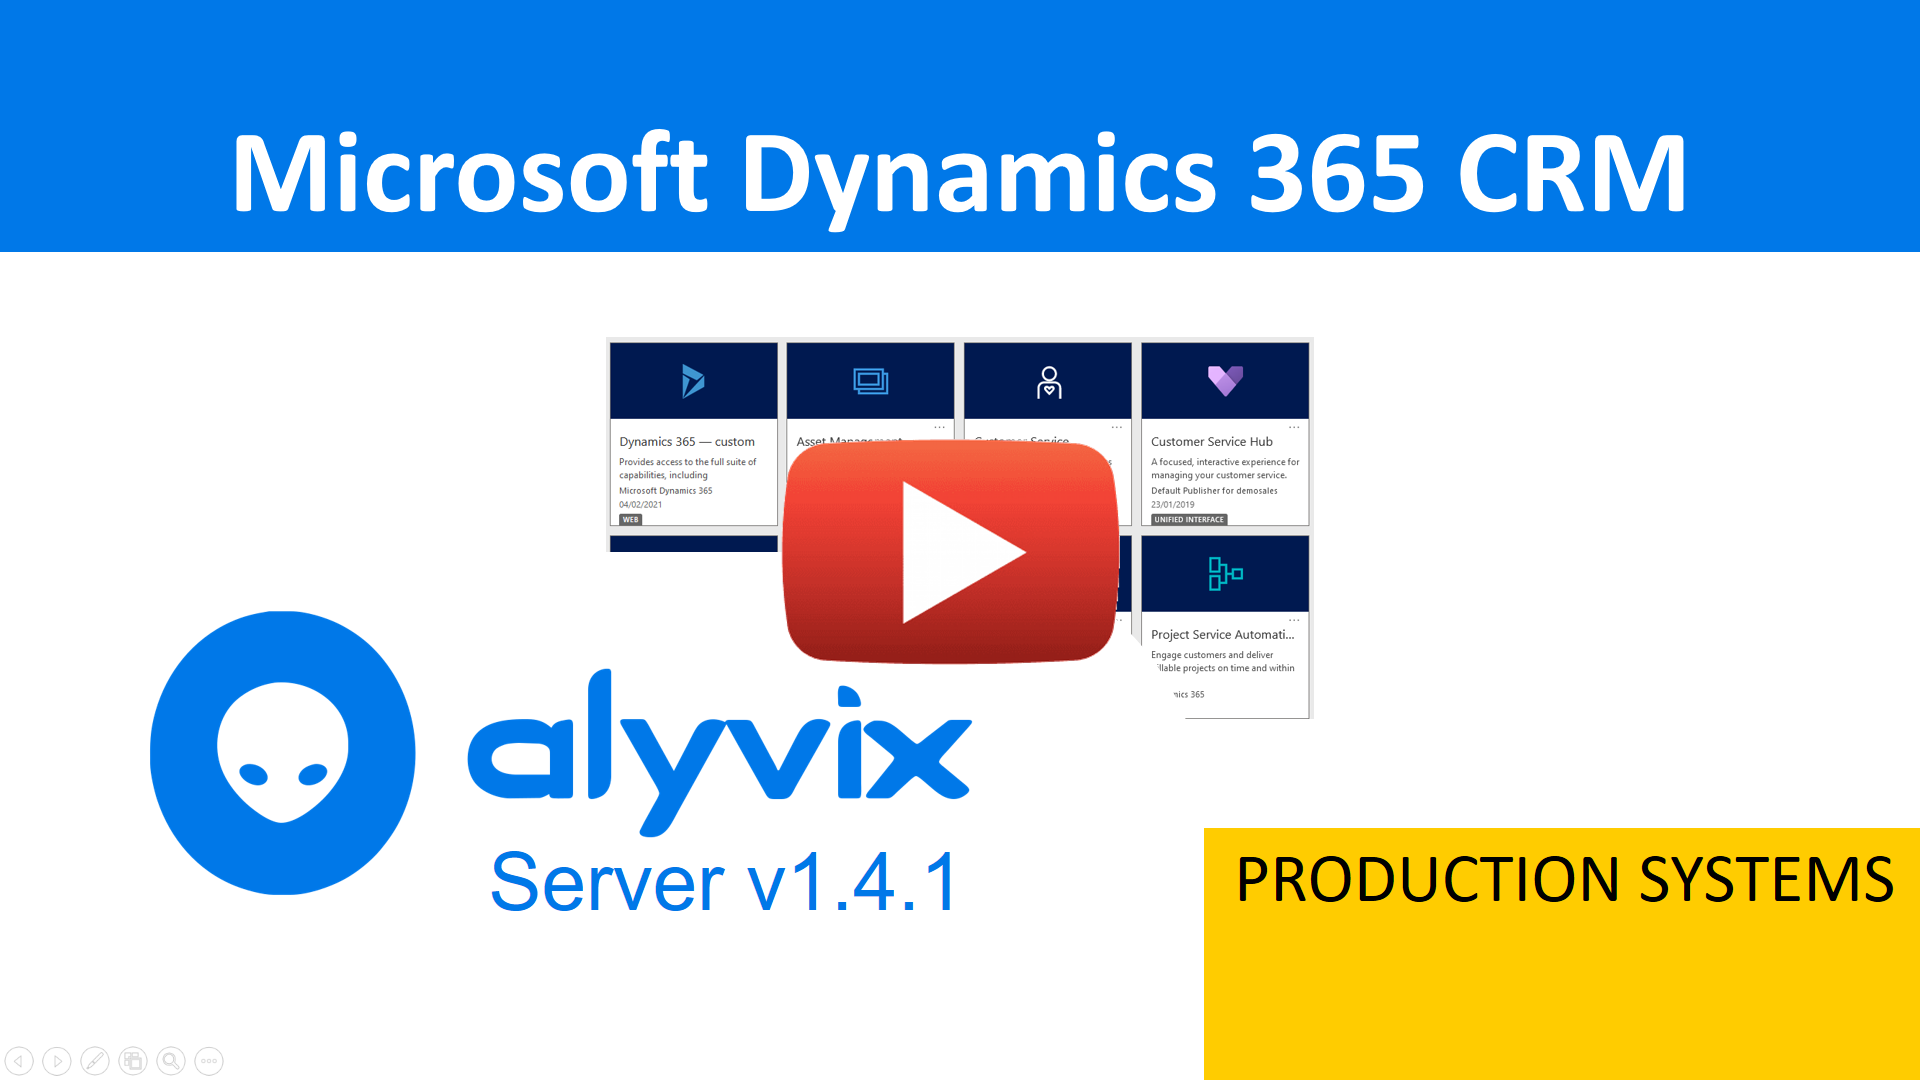 Microsoft Dynamics 365 CRM
Dynamics 365 — custom
Provides access to the full suite of
capabilities, including
Microsoft Dynamics 365
04/02/2021
WEB
Asset Management
Customer Service
Customer Service Hub
A focused, interactive experience for
managing your customer service.
Default Publisher for demosales
23/01/2019
UNIFIED INTERFACE
Project Service Automati...
Engage customers and deliver
projects on time and within
365
alyvix
Server v1.4.1
PRODUCTION SYSTEMS